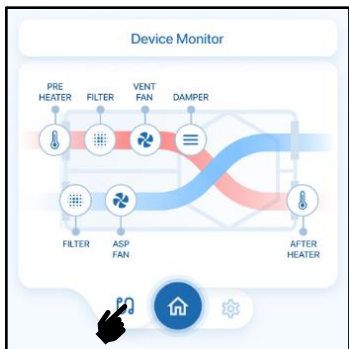 Device Monitor
PRE
HEATER
FILTER
VENT
FAN
DAMPER
FILTER
ASP
FAN
AFTER
HEATER